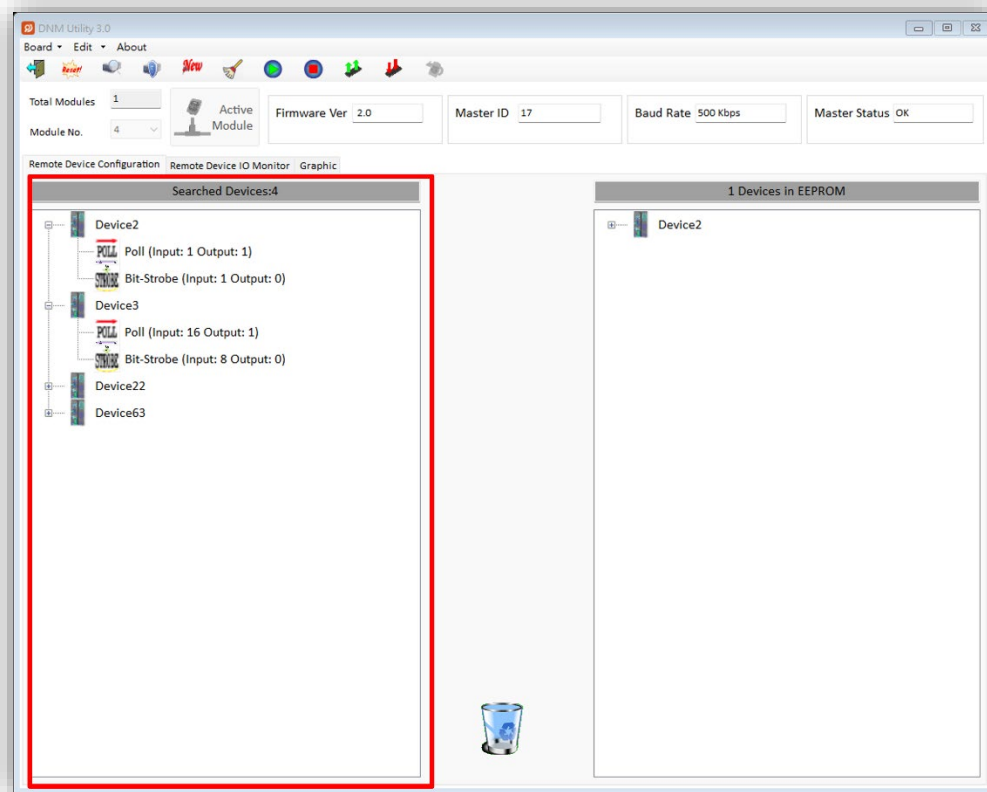 DNM Utility 3.0
Board Edit About
Reset! New
Total Modules 1
Module No. 4
Active Module
Firmware Ver 2.0
Master ID 17
Baud Rate 500 Kbps
Master Status OK
Remote Device Configuration Remote Device IO Monitor Graphic
Searched Devices:4
Device2
POLL Poll (Input: 1 Output: 1)
STROBE Bit-Strobe (Input: 1 Output: 0)
Device3
POLL Poll (Input: 16 Output: 1)
STROBE Bit-Strobe (Input: 8 Output: 0)
Device22
Device63
1 Devices in EEPROM
Device2